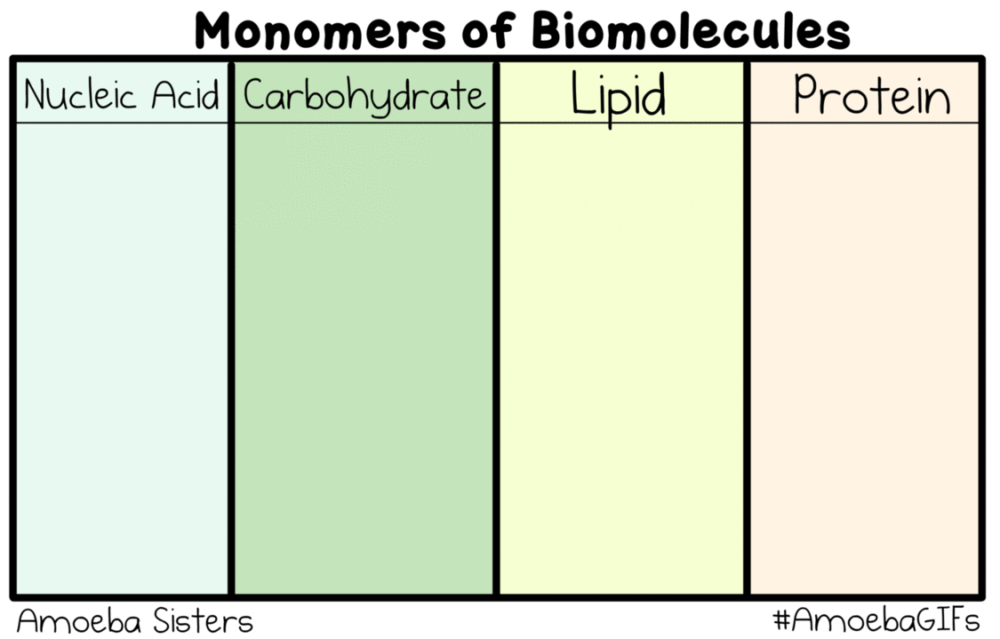 Monomers of Biomolecules
Nucleic Acid Carbohydrate Lipid Protein
Amoeba Sisters #AmoebaGIFs